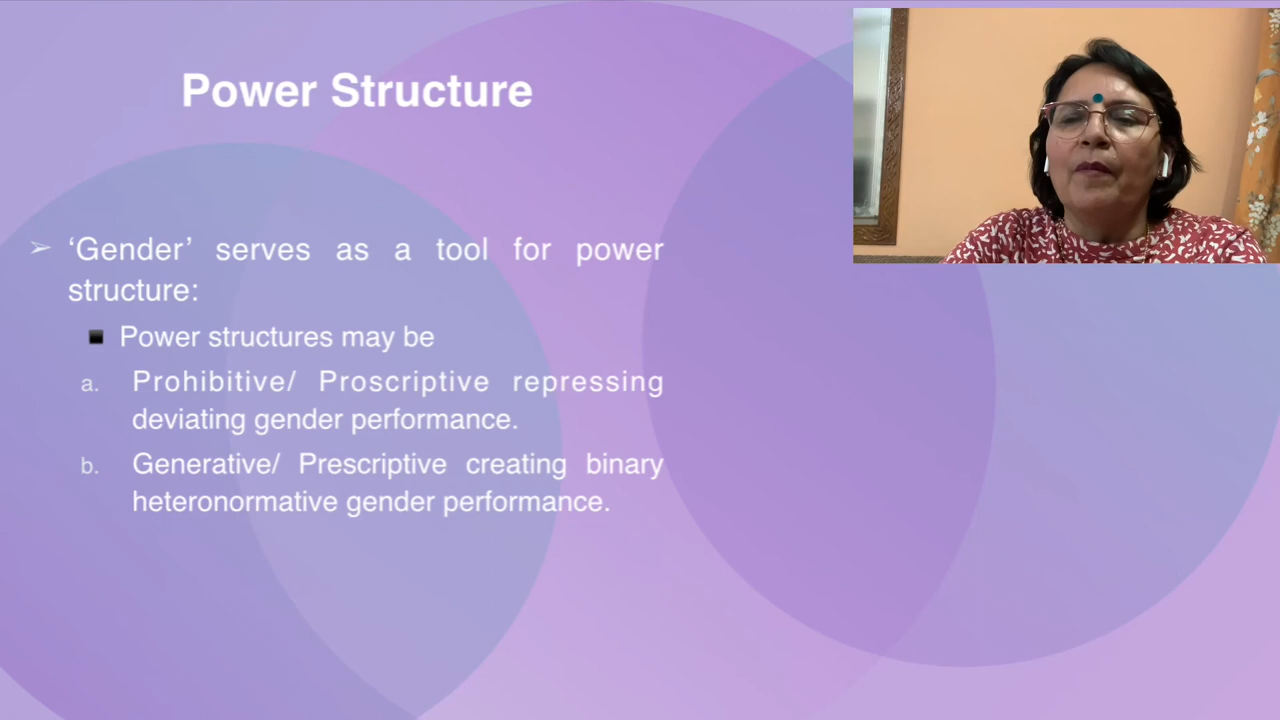 Power Structure
➢ ‘Gender’ serves as a tool for power
structure:
▪ Power structures may be
a. Prohibitive/ Proscriptive repressing
deviating gender performance.
b. Generative/ Prescriptive creating binary
heteronormative gender performance.